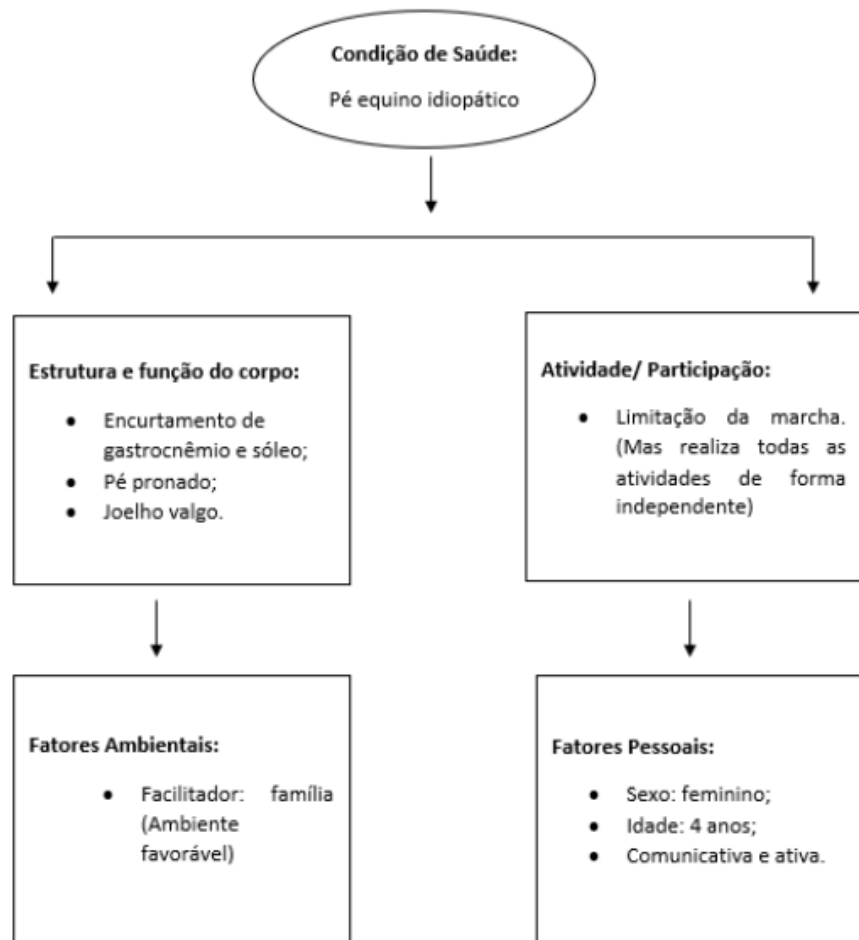 Condição de Saúde:
Pé equino idiopático
Estrutura e função do corpo:
• Encurtamento de
gastrocnêmio e sóleo;
• Pé pronado;
• Joelho valgo.
Atividade/ Participação:
• Limitação da marcha.
(Mas realiza todas as
atividades de forma
independente)
Fatores Ambientais:
• Facilitador: família
(Ambiente
favorável)
Fatores Pessoais:
• Sexo: feminino;
• Idade: 4 anos;
• Comunicativa e ativa.